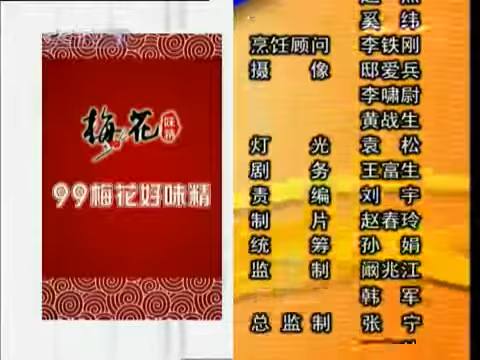 梅花
味精
99梅花好味精
奚 纬
烹饪顾问 李铁刚
摄 像 邸爱兵
李啸尉
黄战生
灯 光 袁 松
剧 务 王富生
责 编 刘 宇
制 片 赵春玲
统 筹 孙 娟
监 制 阚兆江
韩 军
总监制 张 宁